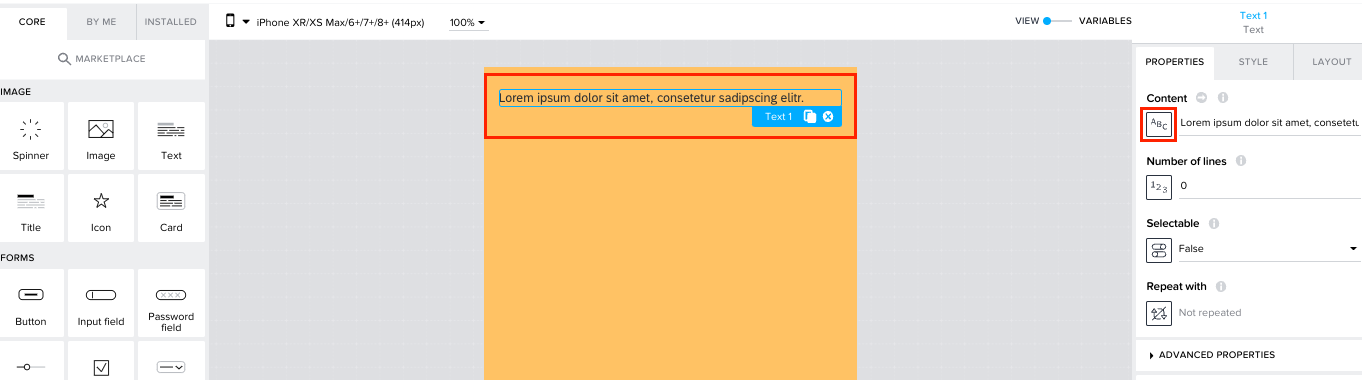 CORE BY ME INSTALLED
MARKETPLACE
IMAGE
Spinner Image Text
Title Icon Card
FORMS
Button Input field Password field
iPhone XR/XS Max/6+/7+/8+ (414px) 100%
VIEW VARIABLES
Lorem ipsum dolor sit amet, consetetur sadipscing elitr.
Text 1
Text 1
Text
PROPERTIES STYLE LAYOUT
Content
ABC Lorem ipsum dolor sit amet, consetetu
Number of lines
123 0
Selectable
False
Repeat with
Not repeated
ADVANCED PROPERTIES